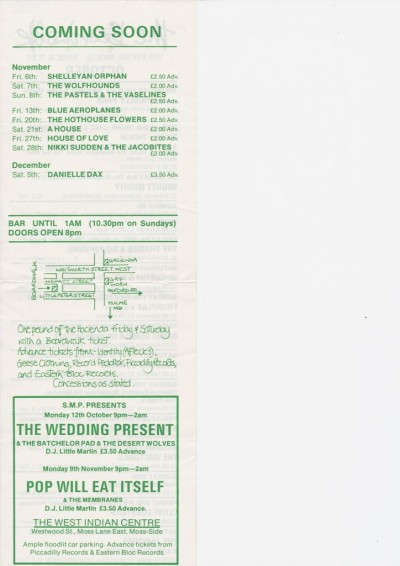 COMING SOON
November
Fri. 6th: SHELLEYAN ORPHAN £2.50 Adv.
Sat. 7th: THE WOLFHOUNDS £2.00 Adv.
Sun. 8th: THE PASTELS & THE VASELINES
£2.50 Adv.
Fri. 13th: BLUE AEROPLANES £2.00 Adv.
Fri. 20th: THE HOTHOUSE FLOWERS £2.50 Adv.
Sat. 21st: A HOUSE £2.00 Adv.
Fri. 27th: HOUSE OF LOVE £2.00 Adv.
Sat. 28th: NIKKI SUDDEN & THE JACOBITES
£2.00 Adv.
December
Sat. 5th: DANIELLE DAX £3.50 Adv.
BAR UNTIL 1AM (10.30pm on Sundays)
DOORS OPEN 8pm
HACIENDA
WHITWORTH STREET WEST
BOARDWALK
LITTLE PETER STREET
HULME
One pound off the Hacienda Friday & Saturday
with a Boardwalk ticket.
Advance tickets from - Identity (Affleck's),
Geese Clothing, Record Peddler, Piccadilly Records,
and Eastern Bloc Records.
Concessions as stated.
S.M.P. PRESENTS
Monday 12th October 9pm—2am
THE WEDDING PRESENT
& THE BATCHELOR PAD & THE DESERT WOLVES
D.J. Little Martin £3.50 Advance
Monday 9th November 9pm—2am
POP WILL EAT ITSELF
& THE MEMBRANES
D.J. Little Martin £3.50 Advance.
THE WEST INDIAN CENTRE
Westwood St., Moss Lane East, Moss-Side
Ample floodlit car parking. Advance tickets from
Piccadilly Records & Eastern Bloc Records.